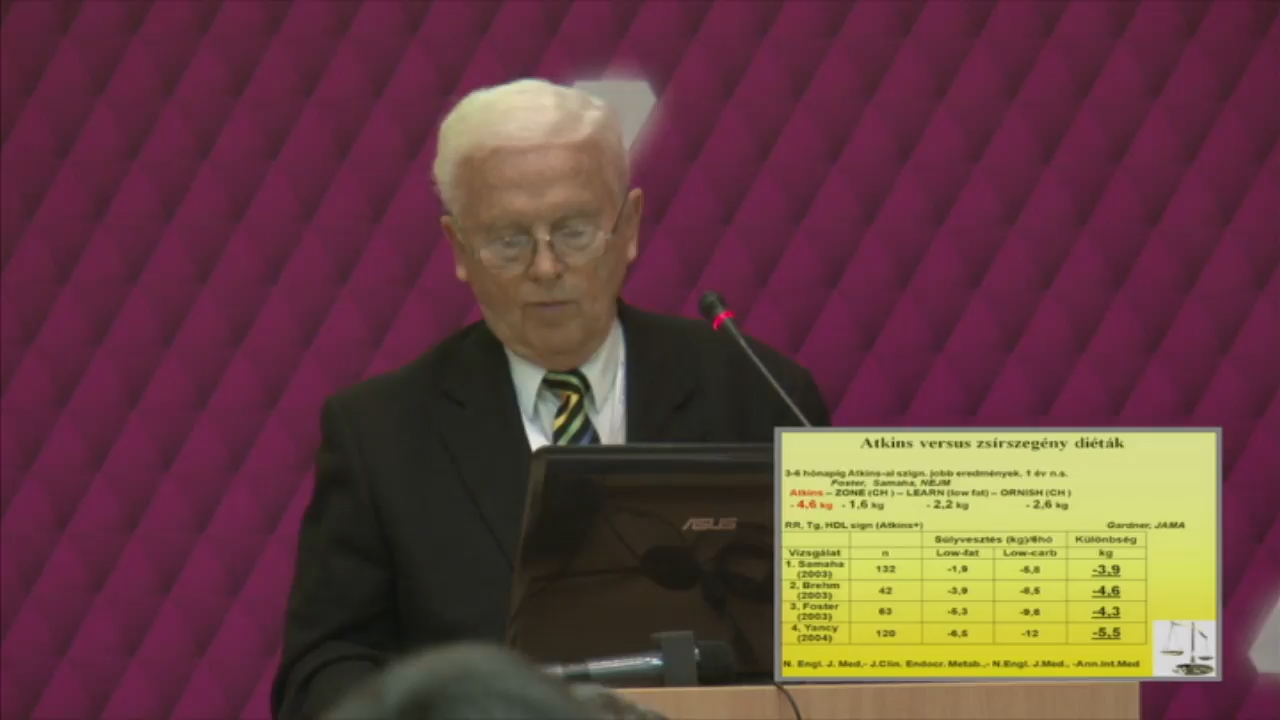 ASUS
Atkins versus zsírszegény diéták
3-6 hónapig Atkins-al szign. jobb eredmények, 1 év n.s.
Foster, Samaha, NEJM
Atkins – ZONE (CH ) – LEARN (low fat) – ORNISH (CH )
- 4,6 kg - 1,6 kg - 2,2 kg - 2,6 kg
RR, Tg, HDL sign (Atkins+) Gardner, JAMA
Súlyvesztés (kg)/6hó Különbség
Vizsgálat n Low-fat Low-carb kg
1. Samaha
(2003) 132 -1,9 -5,8 -3,9
2, Brehm
(2003) 42 -3,9 -8,5 -4,6
3, Foster
(2003) 63 -5,3 -9,6 -4,3
4, Yancy
(2004) 120 -6,5 -12 -5,5
N. Engl. J. Med,- J.Clin. Endocr. Metab.,- N.Engl. J.Med., -Ann.Int.Med